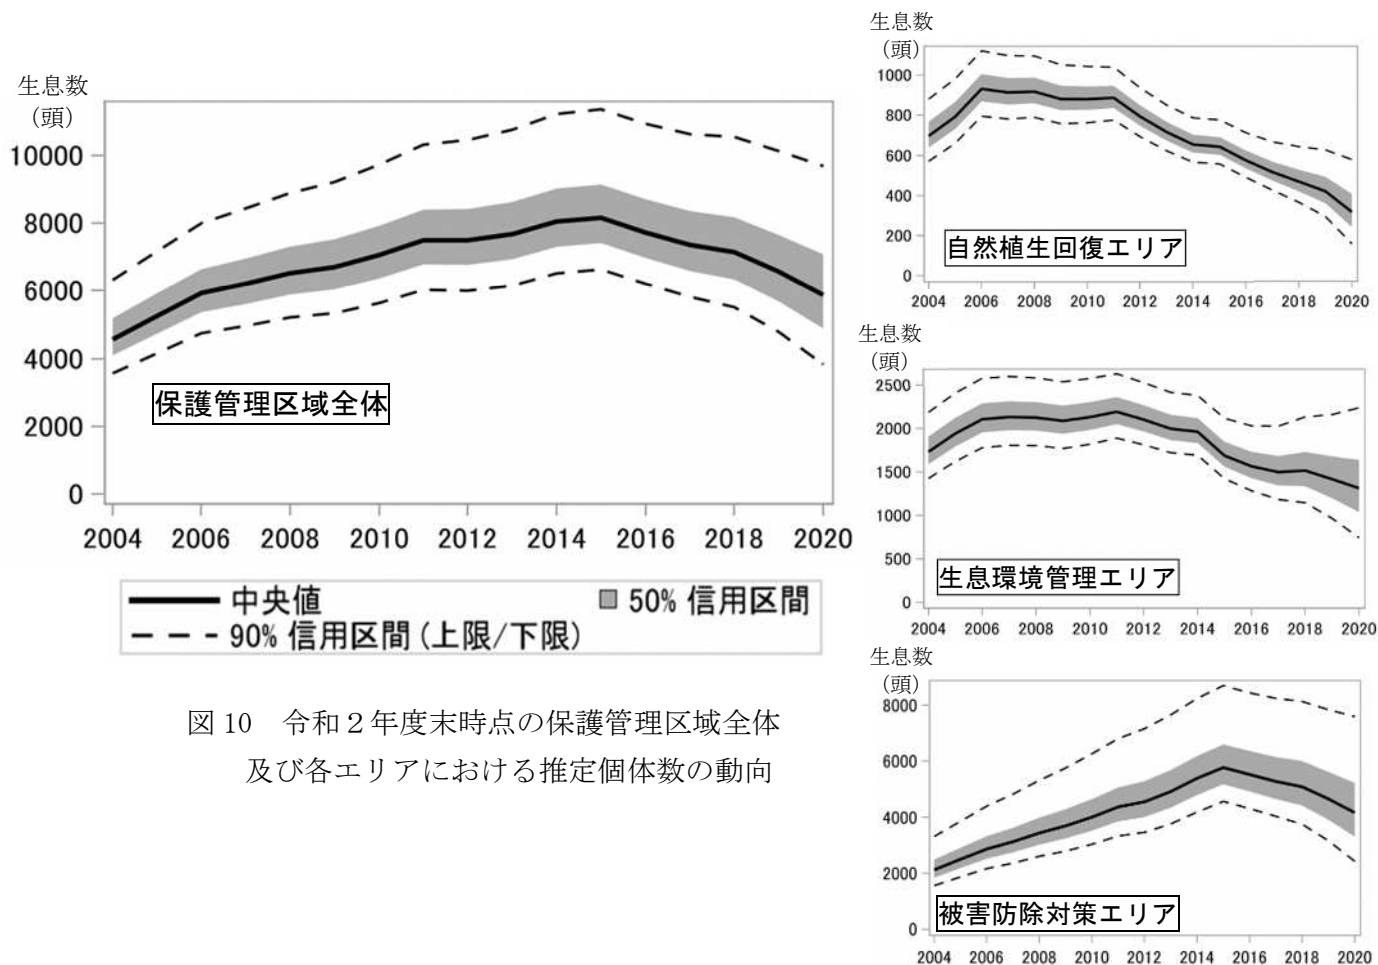 生息数
(頭)
10000
8000
6000
4000
2000
0
保護管理区域全体
2004 2006 2008 2010 2012 2014 2016 2018 2020
中央値 50% 信用区間
90% 信用区間(上限/下限)
図 10 令和２年度末時点の保護管理区域全体
及び各エリアにおける推定個体数の動向
生息数
(頭)
1000
800
600
400
200
0
自然植生回復エリア
2004 2006 2008 2010 2012 2014 2016 2018 2020
生息数
(頭)
2500
2000
1500
1000
500
0
生息環境管理エリア
2004 2006 2008 2010 2012 2014 2016 2018 2020
生息数
(頭)
8000
6000
4000
2000
0
被害防除対策エリア
2004 2006 2008 2010 2012 2014 2016 2018 2020